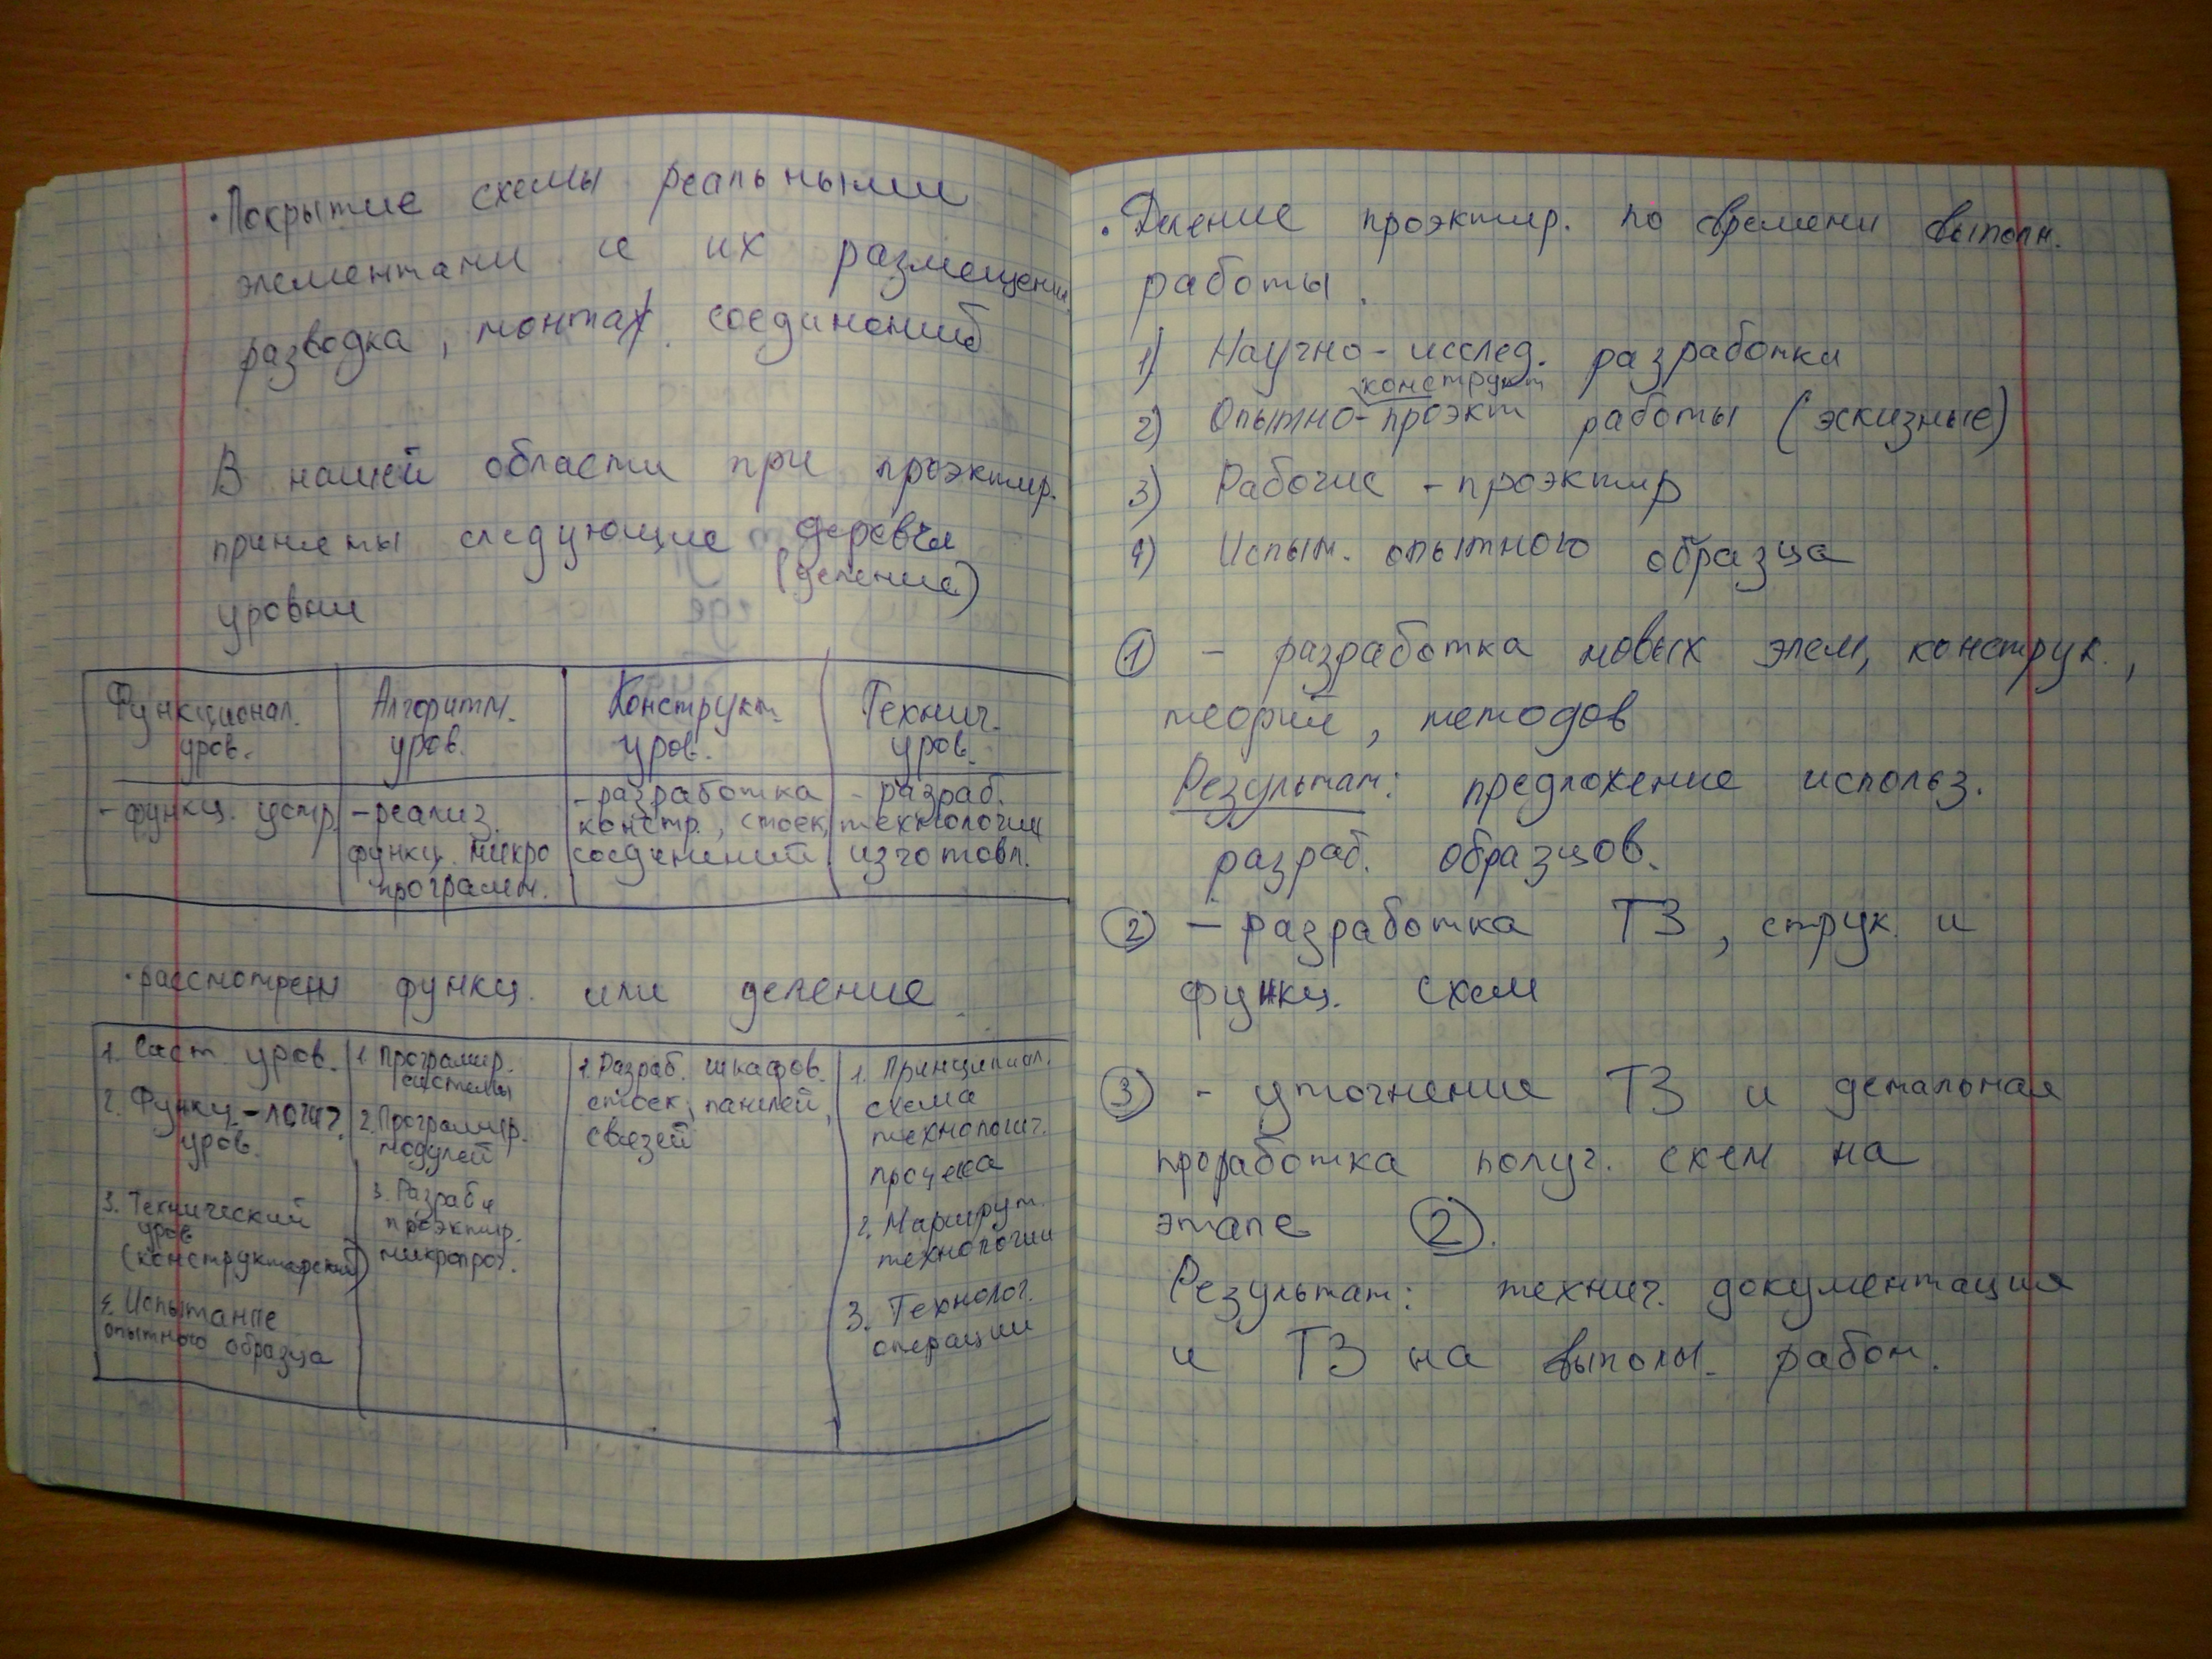 ·Покрытие схемы реальными
элементами и их размещени
разводка, монтаж соединений
В нашей области при проэктир.
приняты следующие деревья
(деление)
уровни
Функционал. уров.
Алгоритм. уров.
Конструкт. уров.
Технич. уров.
- функц. устр.
- реализ. функц. микро програмн.
- разработка констр., стоек, соединений.
- разраб. технологии изготовл.
·рассмотрен функц. или деление
1. Сист. уров.
2. Функц.-логич. уров.
3. Технический уров (конструкторский)
4. Испытание опытного образца
1. Програмир. системы
2. Програмир. модулей
3. Разраб и проэктир. микропрог.
1. Разраб. шкафов. стоек, панелей, связей
1. Принципиал. схема технологич. процеса
2. Маршрут. технологии
3. Технолог. операции
· Деление проэктир. по времени выполн.
работы.
1) Научно-исслед. разработки
конструкт
2) Опытно-проэкт работы (эскизные)
3) Рабочие - проэктир
4) Испыт. опытного образца
① - разработка новых элем, конструк.,
теорий, методов
Результат: предложение использ.
разраб. образцов.
② - разработка ТЗ, струк. и
функц. схем
③ - уточнение ТЗ и детальная
проработка получ. схем на
этапе ②.
Результат: технич. документация
и ТЗ на выполн. работ.